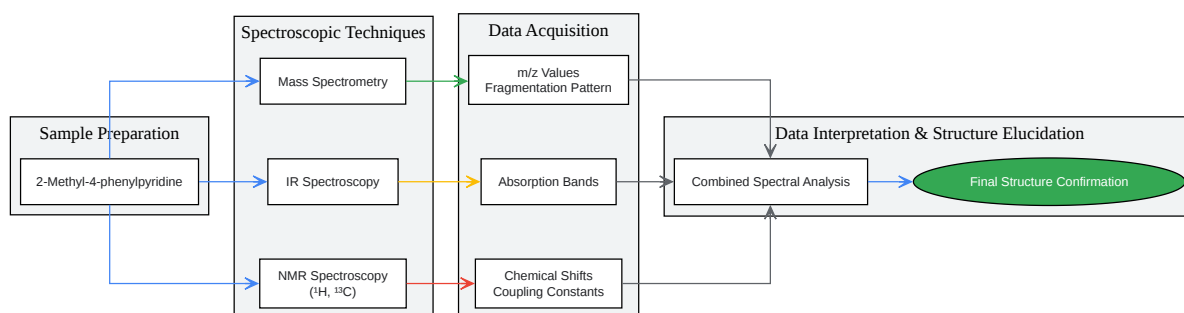 Spectroscopic Techniques
Data Acquisition
Mass Spectrometry
m/z Values
Fragmentation Pattern
Sample Preparation
Data Interpretation & Structure Elucidation
2-Methyl-4-phenylpyridine
IR Spectroscopy
Absorption Bands
Combined Spectral Analysis
Final Structure Confirmation
NMR Spectroscopy
(¹H, ¹³C)
Chemical Shifts
Coupling Constants